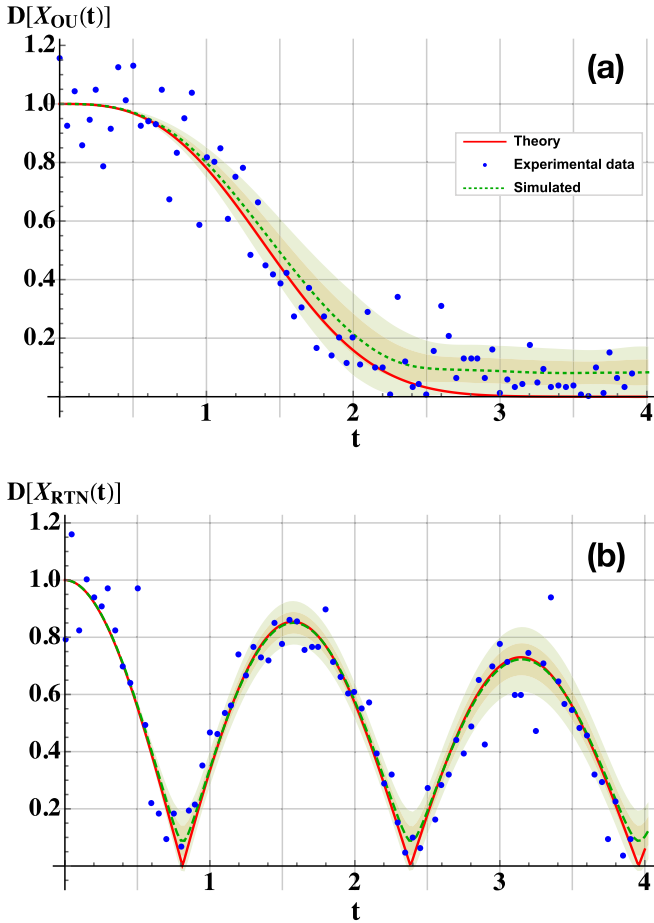 D[X_OU(t)]
1.2
(a)
1.0
Theory
0.8
Experimental data
Simulated
0.6
0.4
0.2
1 2 3 4
t
D[X_RTN(t)]
1.2
(b)
1.0
0.8
0.6
0.4
0.2
1 2 3 4
t